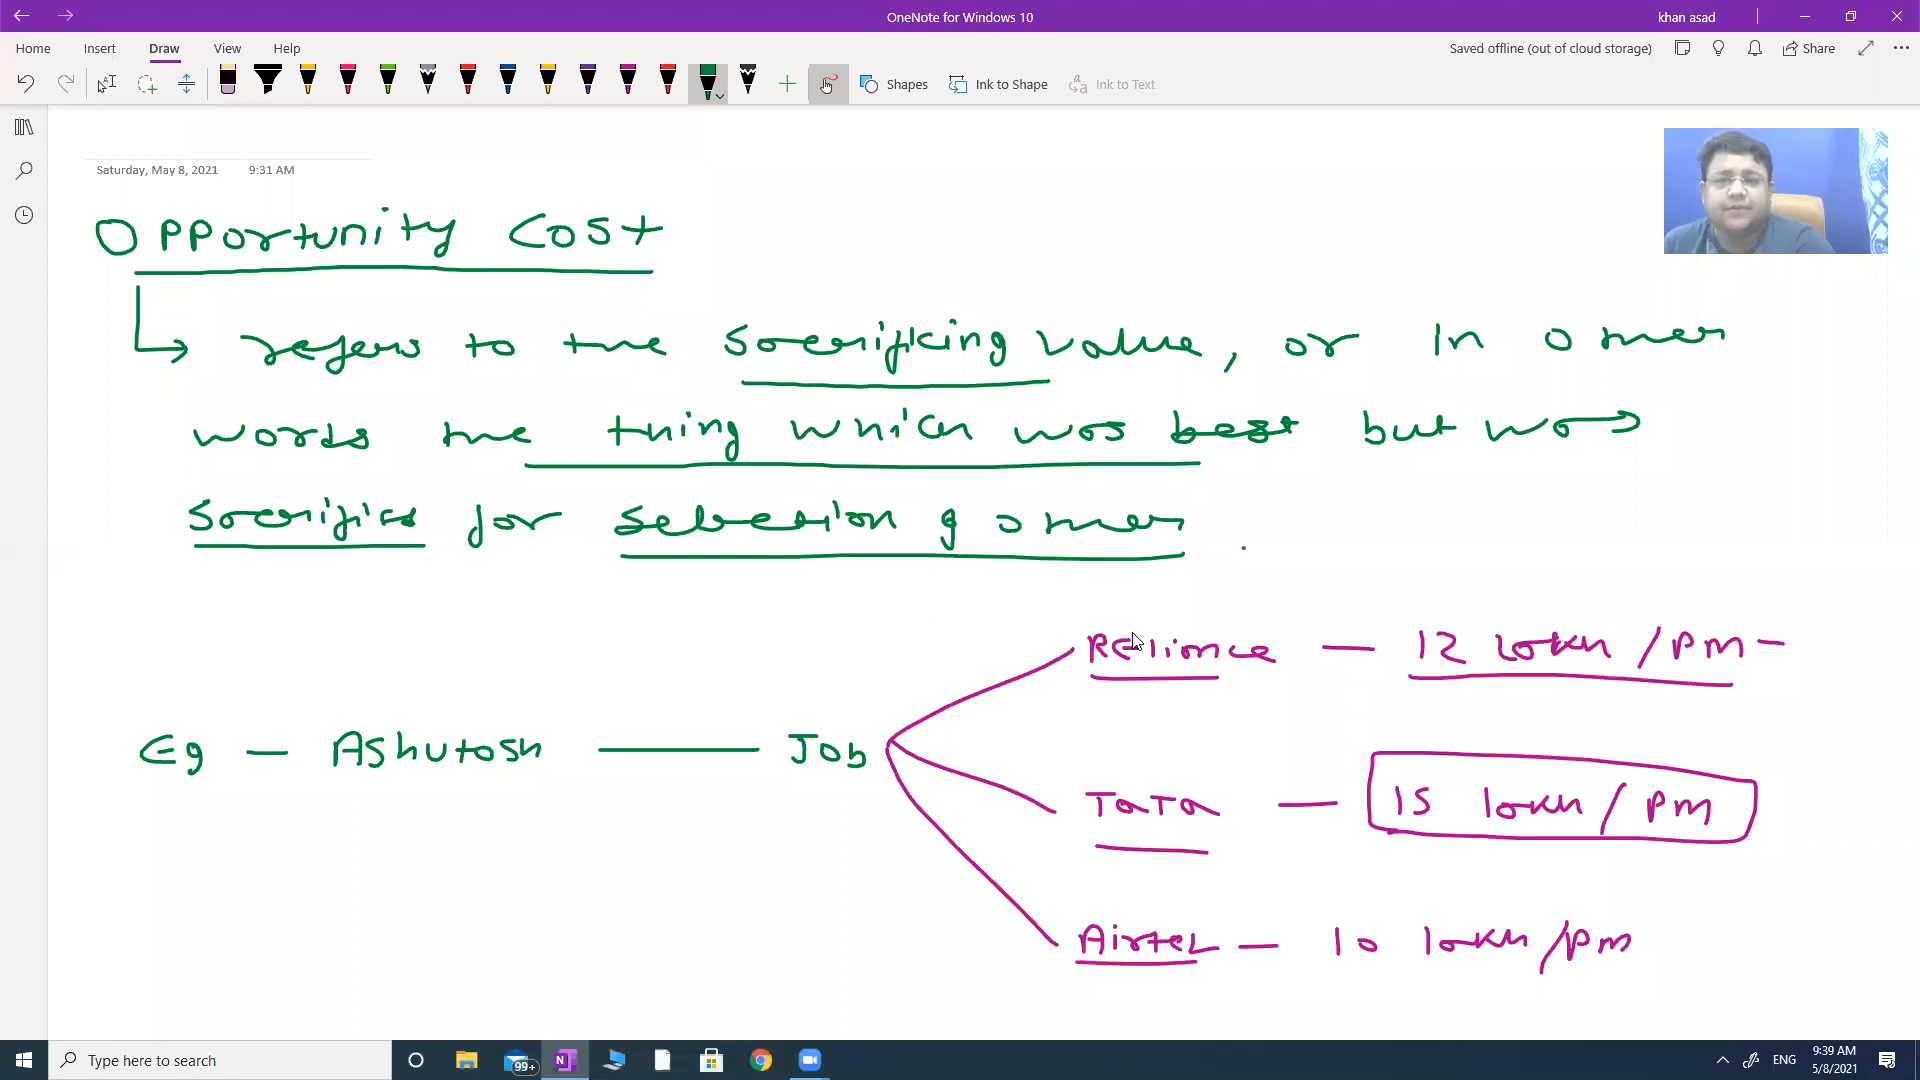 OneNote for Windows 10
khan asad
Home Insert Draw View Help
Saved offline (out of cloud storage) Share
Shapes Ink to Shape Ink to Text
Saturday, May 8, 2021 9:31 AM
Opportunity Cost
refers to the sacrificing value, or in other
words the thing which was best but was
sacrifice for selection of other.
Reliance — 12 lakh /PM —
Eg — Ashutosh — Job
TATA — 15 lakh / PM
Airtel — 10 lakh /PM
Type here to search
99+
ENG
9:39 AM
5/8/2021